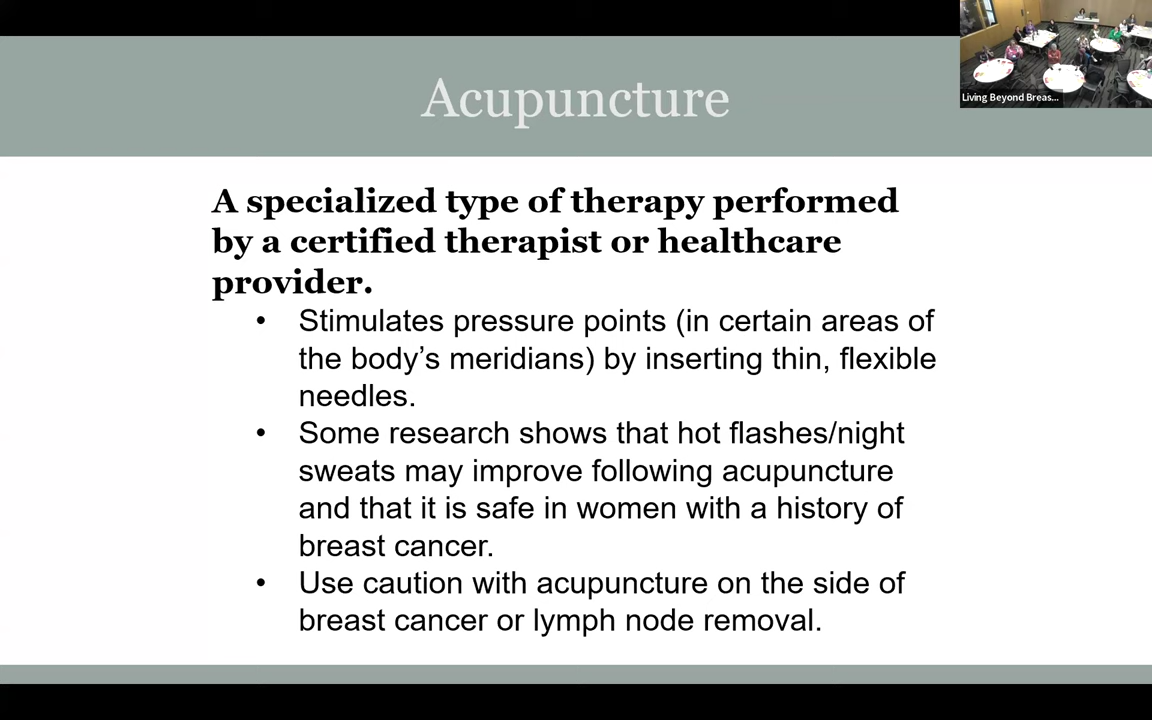 Acupuncture
Living Beyond Breas...
A specialized type of therapy performed
by a certified therapist or healthcare
provider.
• Stimulates pressure points (in certain areas of
the body’s meridians) by inserting thin, flexible
needles.
• Some research shows that hot flashes/night
sweats may improve following acupuncture
and that it is safe in women with a history of
breast cancer.
• Use caution with acupuncture on the side of
breast cancer or lymph node removal.